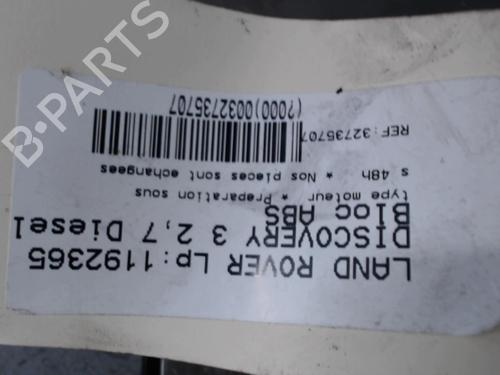 LAND ROVER Lp:1192365
DISCOVERY 3 2,7 Diesel
Bloc ABS
type moteur * Preparation sous
s 48h * Nos pieces sont echangees
REF:32735707
(7000)0032735707
B-PARTS